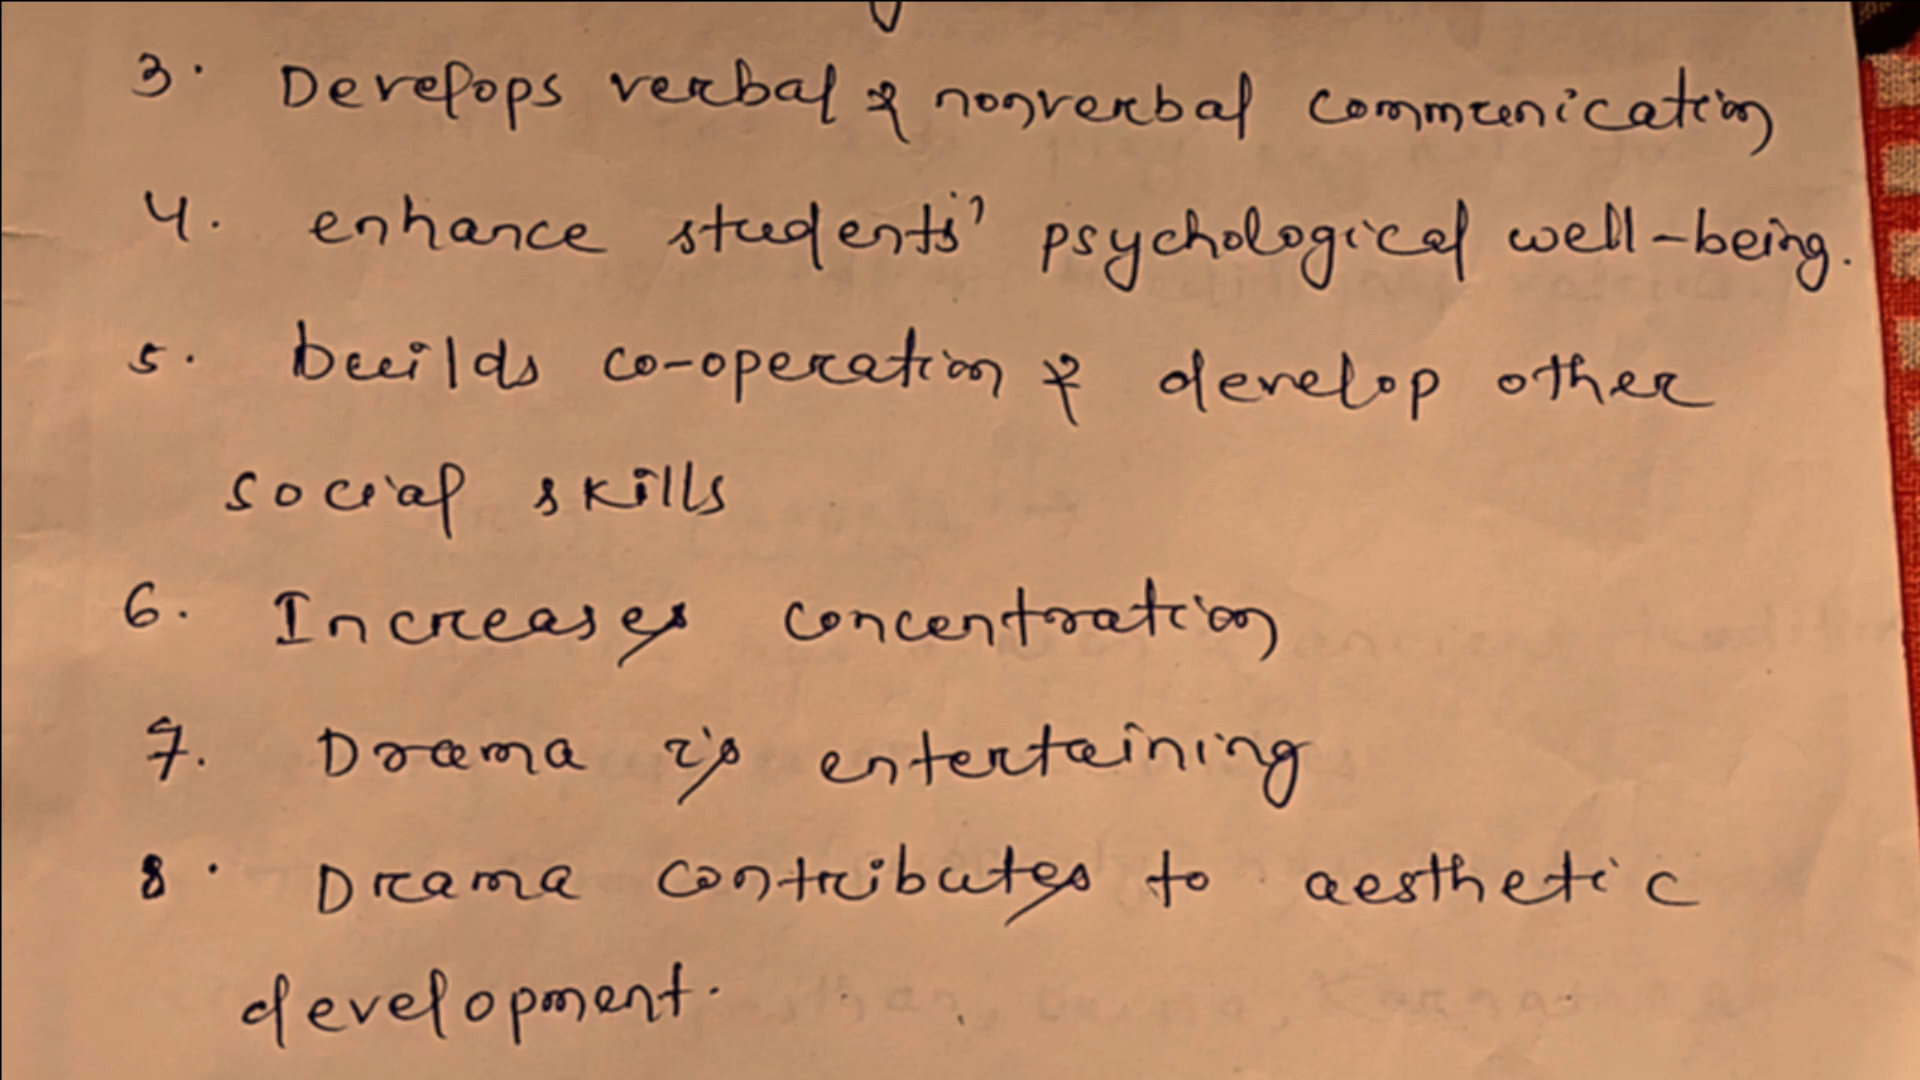 3. Develops verbal & nonverbal communication
4. enhance students' psychological well-being.
5. builds co-operation & develop other
social skills
6. Increases concentration
7. Drama is entertaining
8. Drama contributes to aesthetic
development.